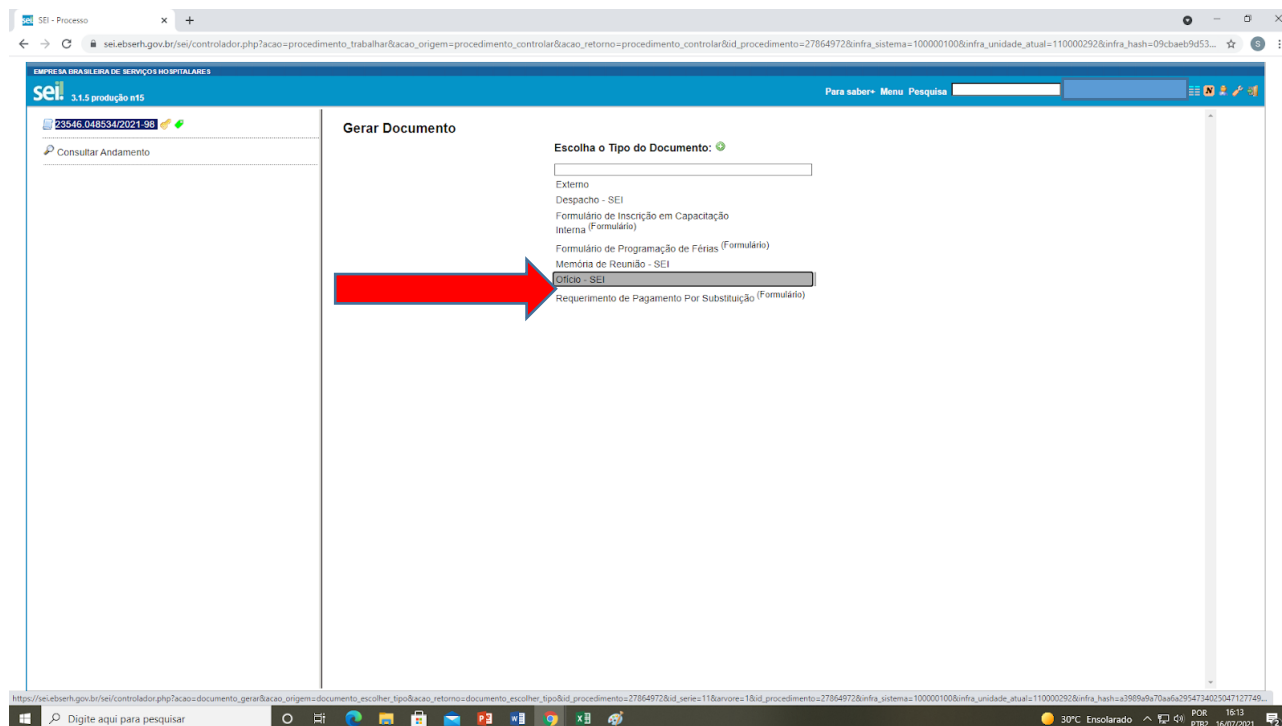 sei SEI - Processo
sei.ebserh.gov.br/sei/controlador.php?acao=procedimento_trabalhar&acao_origem=procedimento_controlar&acao_retorno=procedimento_controlar&id_procedimento=27864972&infra_sistema=100000100&infra_unidade_atual=110000292&infra_hash=09cbaeb9d53...
S
EMPRESA BRASILEIRA DE SERVIÇOS HOSPITALARES
sei! 3.1.5 produção n15
Para saber+ Menu Pesquisa
N
23546.048534/2021-98
Consultar Andamento
Gerar Documento
Escolha o Tipo do Documento:
Externo
Despacho - SEI
Formulário de Inscrição em Capacitação
Interna (Formulário)
Formulário de Programação de Férias (Formulário)
Memória de Reunião - SEI
Ofício - SEI
Requerimento de Pagamento Por Substituição (Formulário)
https://sei.ebserh.gov.br/sei/controlador.php?acao=documento_gerar&acao_origem=documento_escolher_tipo&acao_retorno=documento_escolher_tipo&id_procedimento=27864972&id_serie=11&arvore=1&id_procedimento=27864972&infra_sistema=100000100&infra_unidade_atual=110000292&infra_hash=a3989a9a70aa6a2954734025047127749...
Digite aqui para pesquisar
30°C Ensolarado
POR 16:13
PTB2 16/07/2021